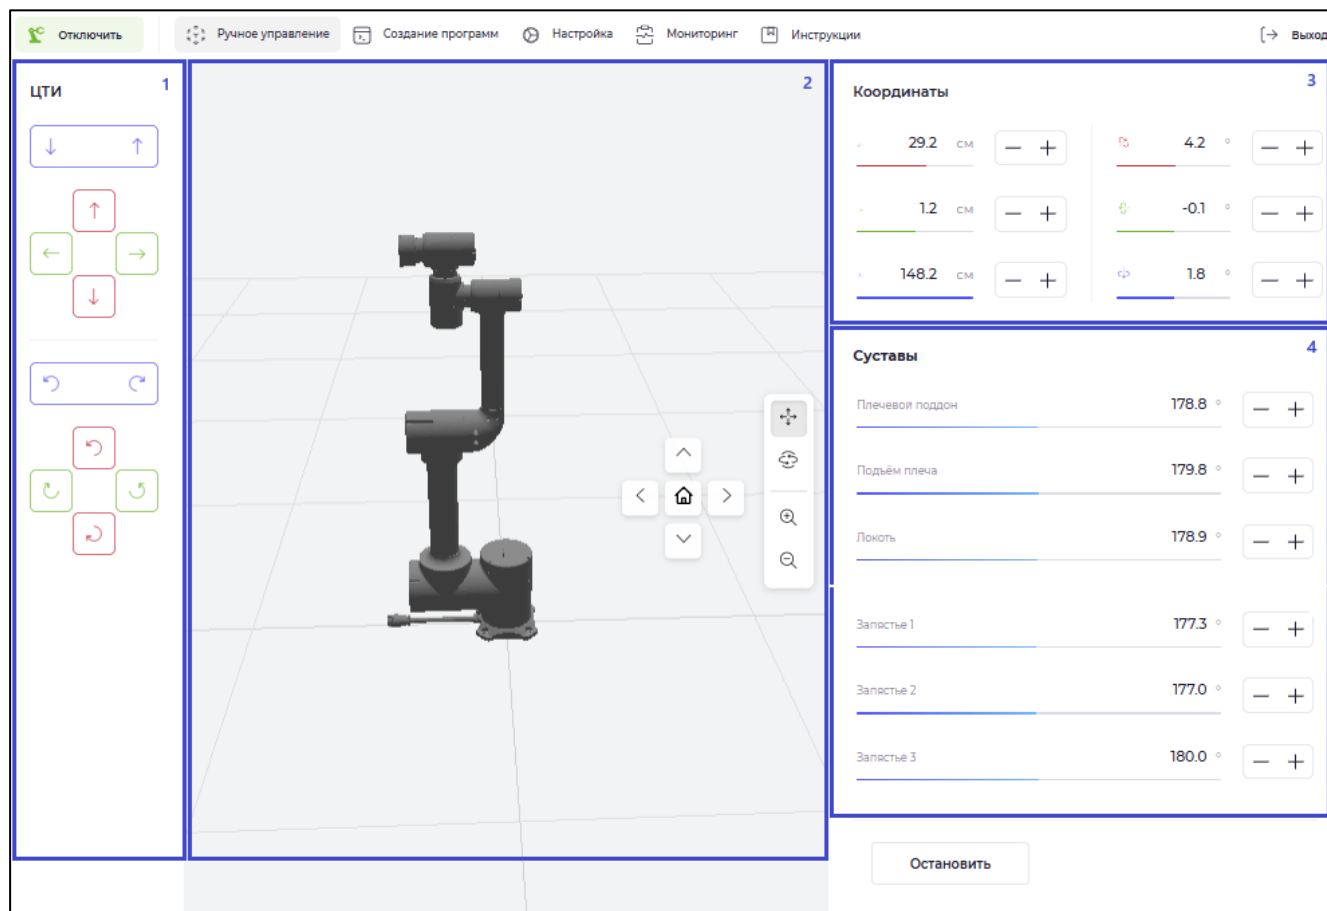 Отключить Ручное управление Создание программ Настройка Мониторинг Инструкции Выход
ЦТИ 1
2
Координаты 3
29.2 см 4.2 °
1.2 см -0.1 °
148.2 см 1.8 °
Суставы 4
Плечевой поддон 178.8 °
Подъём плеча 179.8 °
Локоть 178.9 °
Запястье 1 177.3 °
Запястье 2 177.0 °
Запястье 3 180.0 °
Остановить